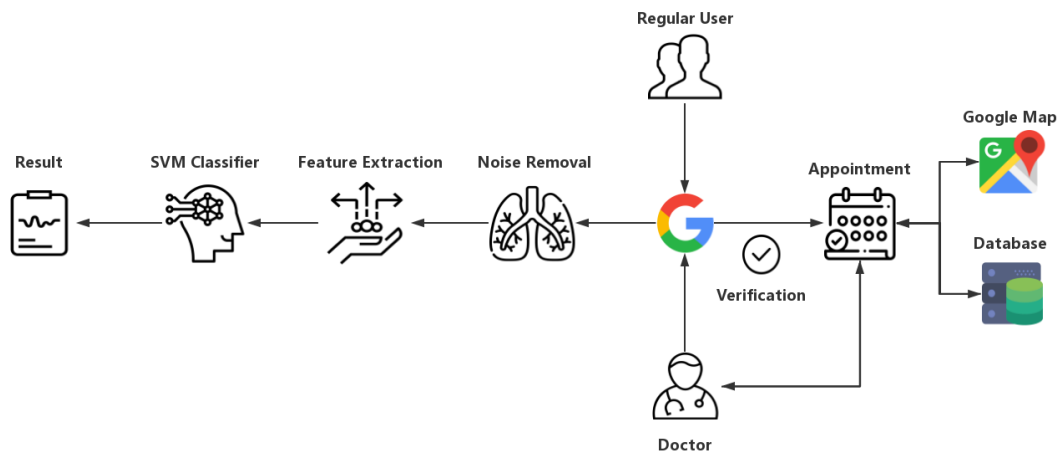 Regular User
Google Map
G
Result
SVM Classifier
Feature Extraction
Noise Removal
Appointment
G
Database
Verification
Doctor